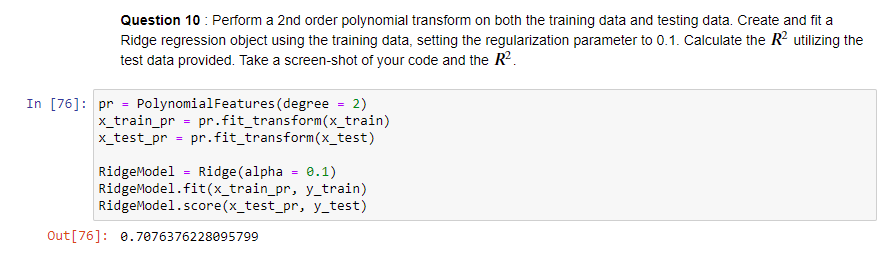 Question 10 : Perform a 2nd order polynomial transform on both the training data and testing data. Create and fit a
Ridge regression object using the training data, setting the regularization parameter to 0.1. Calculate the R² utilizing the
test data provided. Take a screen-shot of your code and the R².
In [76]: pr = PolynomialFeatures(degree = 2)
x_train_pr = pr.fit_transform(x_train)
x_test_pr = pr.fit_transform(x_test)
RidgeModel = Ridge(alpha = 0.1)
RidgeModel.fit(x_train_pr, y_train)
RidgeModel.score(x_test_pr, y_test)
Out[76]: 0.7076376228095799